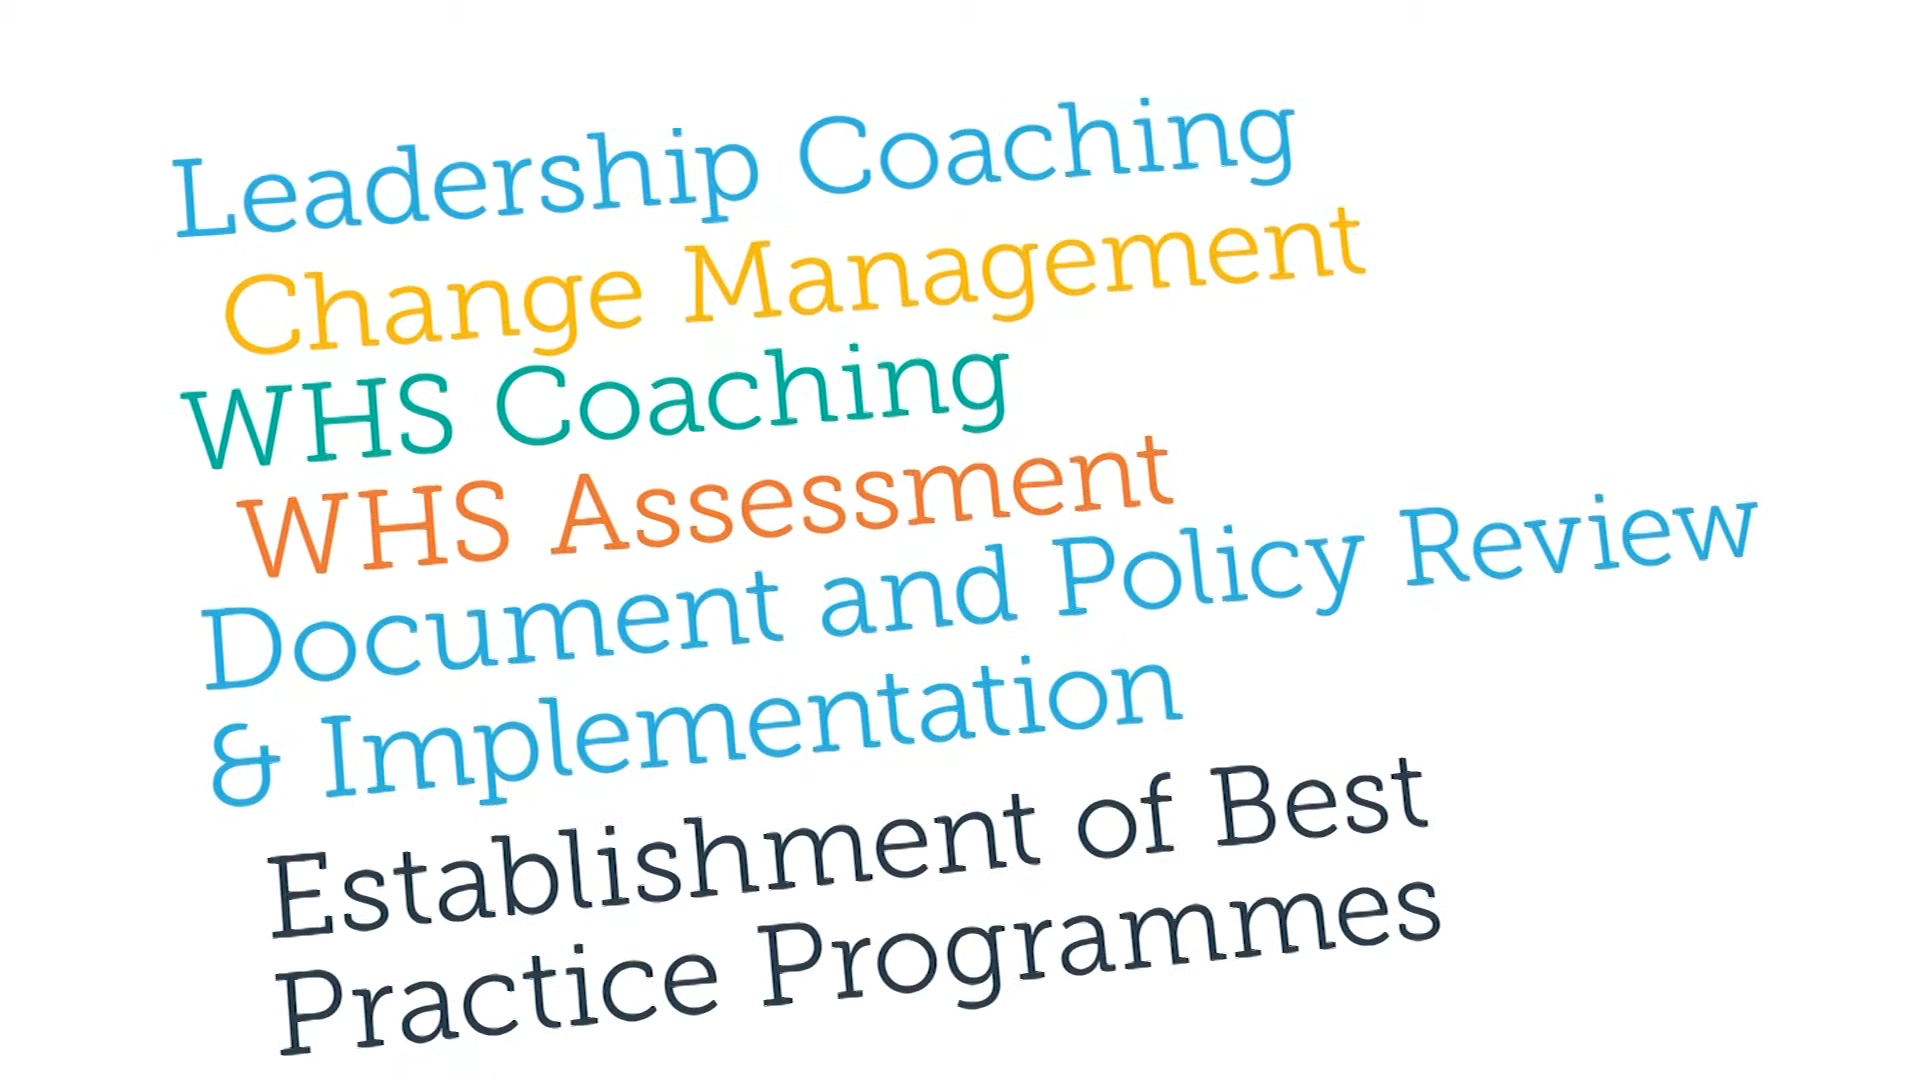 Leadership Coaching
Change Management
WHS Coaching
WHS Assessment
Document and Policy Review
& Implementation
Establishment of Best
Practice Programmes